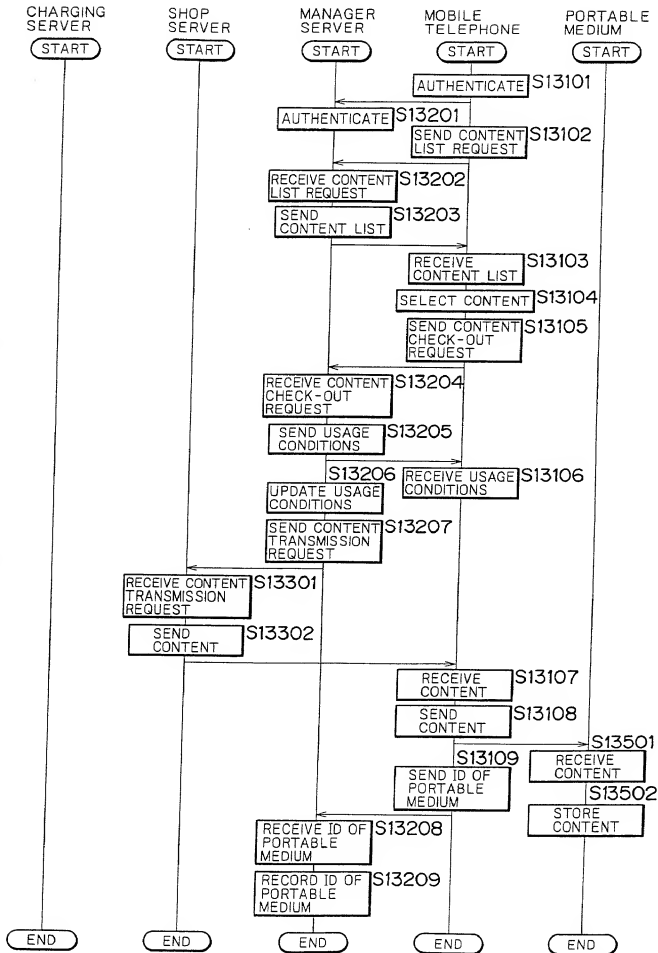 CHARGING SERVER
SHOP SERVER
MANAGER SERVER
MOBILE TELEPHONE
PORTABLE MEDIUM
START
START
START
START
START
AUTHENTICATE
S13101
AUTHENTICATE
S13201
SEND CONTENT
LIST REQUEST
S13102
RECEIVE CONTENT
LIST REQUEST
S13202
SEND
CONTENT LIST
S13203
RECEIVE
CONTENT LIST
S13103
SELECT CONTENT
S13104
SEND CONTENT
CHECK-OUT
REQUEST
S13105
RECEIVE CONTENT
CHECK-OUT
REQUEST
S13204
SEND USAGE
CONDITIONS
S13205
S13206
UPDATE USAGE
CONDITIONS
RECEIVE USAGE
CONDITIONS
S13106
SEND CONTENT
TRANSMISSION
REQUEST
S13207
RECEIVE CONTENT
TRANSMISSION
REQUEST
S13301
SEND
CONTENT
S13302
RECEIVE
CONTENT
S13107
SEND
CONTENT
S13108
S13501
RECEIVE
CONTENT
S13109
SEND ID OF
PORTABLE
MEDIUM
S13502
STORE
CONTENT
RECEIVE ID OF
PORTABLE
MEDIUM
S13208
RECORD ID OF
PORTABLE
MEDIUM
S13209
END
END
END
END
END